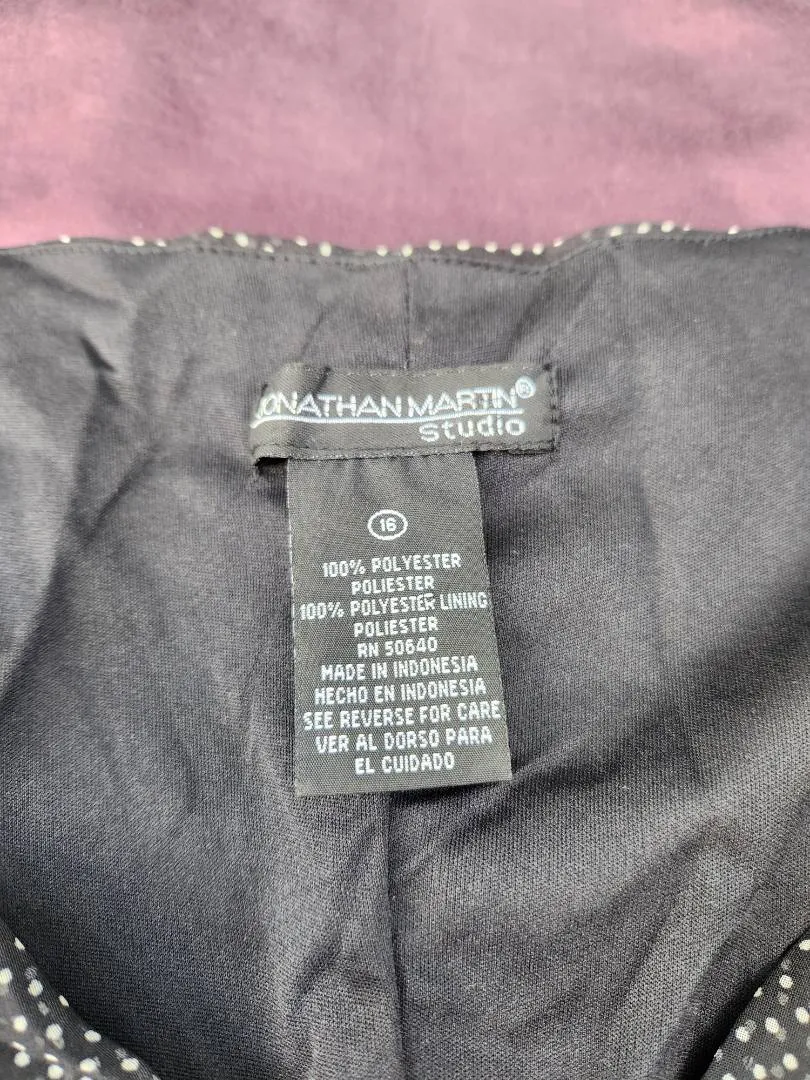 JONATHAN MARTIN®
studio
16
100% POLYESTER
POLIESTER
100% POLYESTER LINING
POLIESTER
RN 50640
MADE IN INDONESIA
HECHO EN INDONESIA
SEE REVERSE FOR CARE
VER AL DORSO PARA
EL CUIDADO